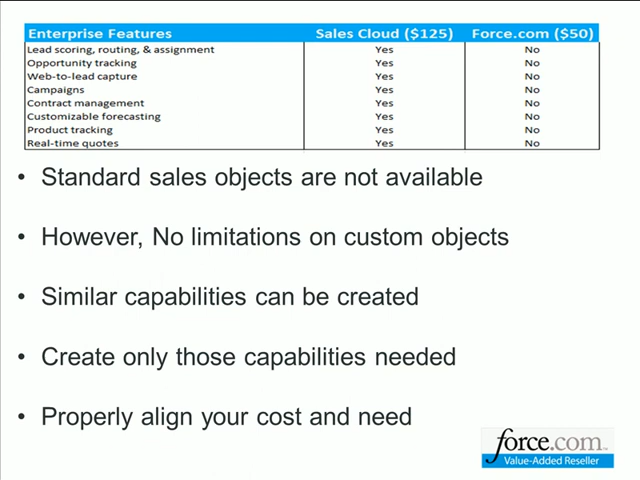 Enterprise Features Sales Cloud ($125) Force.com ($50)
Lead scoring, routing, & assignment Yes No
Opportunity tracking Yes No
Web-to-lead capture Yes No
Campaigns Yes No
Contract management Yes No
Customizable forecasting Yes No
Product tracking Yes No
Real-time quotes Yes No
• Standard sales objects are not available
• However, No limitations on custom objects
• Similar capabilities can be created
• Create only those capabilities needed
• Properly align your cost and need
force.com
Value-Added Reseller